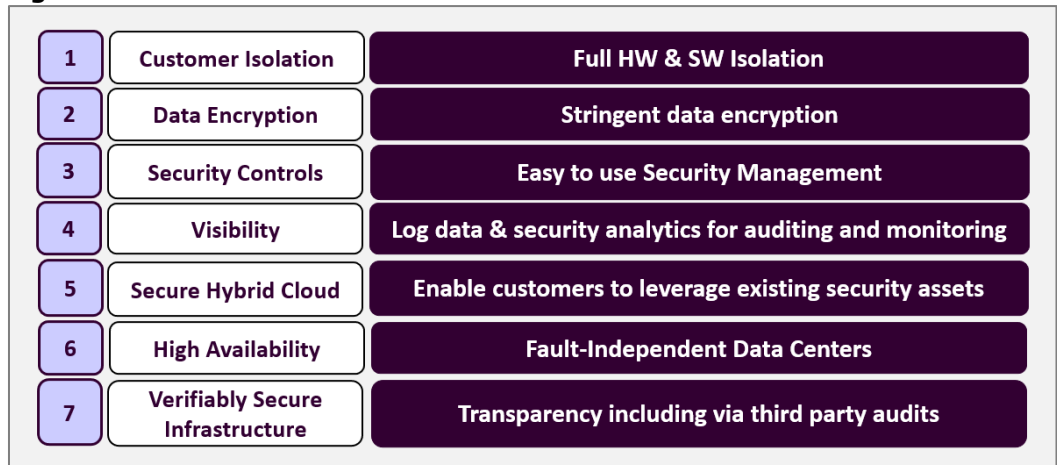 1 Customer Isolation Full HW & SW Isolation
2 Data Encryption Stringent data encryption
3 Security Controls Easy to use Security Management
4 Visibility Log data & security analytics for auditing and monitoring
5 Secure Hybrid Cloud Enable customers to leverage existing security assets
6 High Availability Fault-Independent Data Centers
7 Verifiably Secure
Infrastructure Transparency including via third party audits